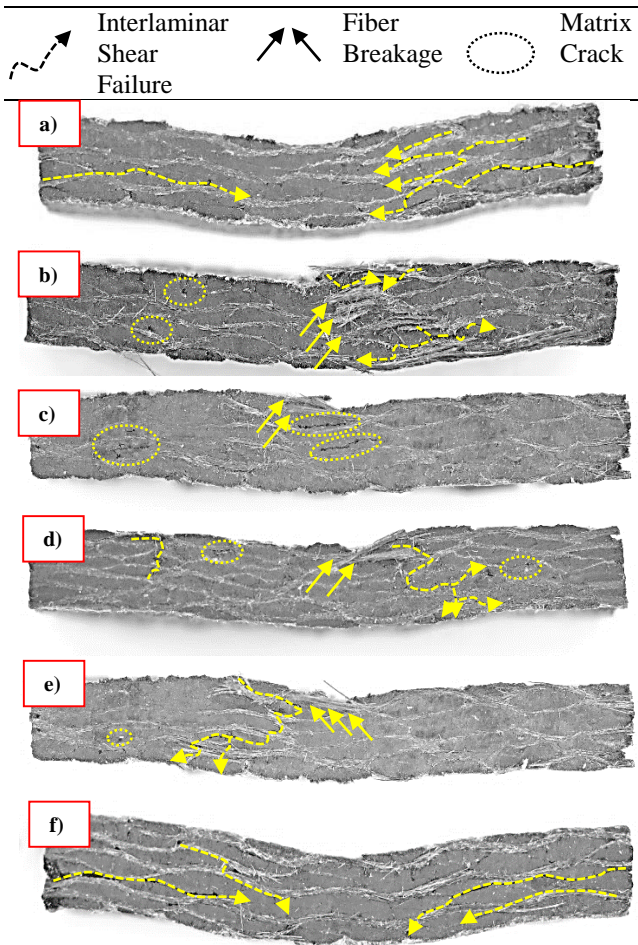 Interlaminar Shear Failure
Fiber Breakage
Matrix Crack
a)
b)
c)
d)
e)
f)